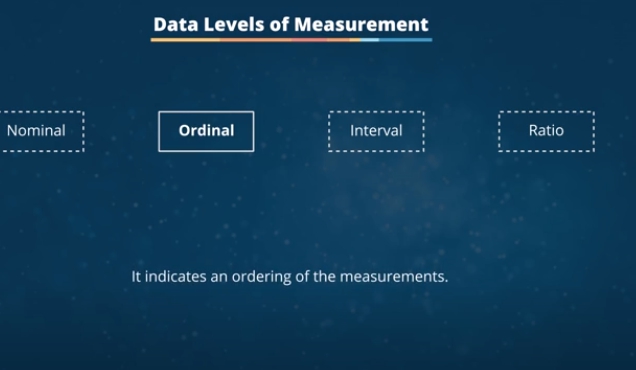 Data Levels of Measurement
Nominal Ordinal Interval Ratio
It indicates an ordering of the measurements.